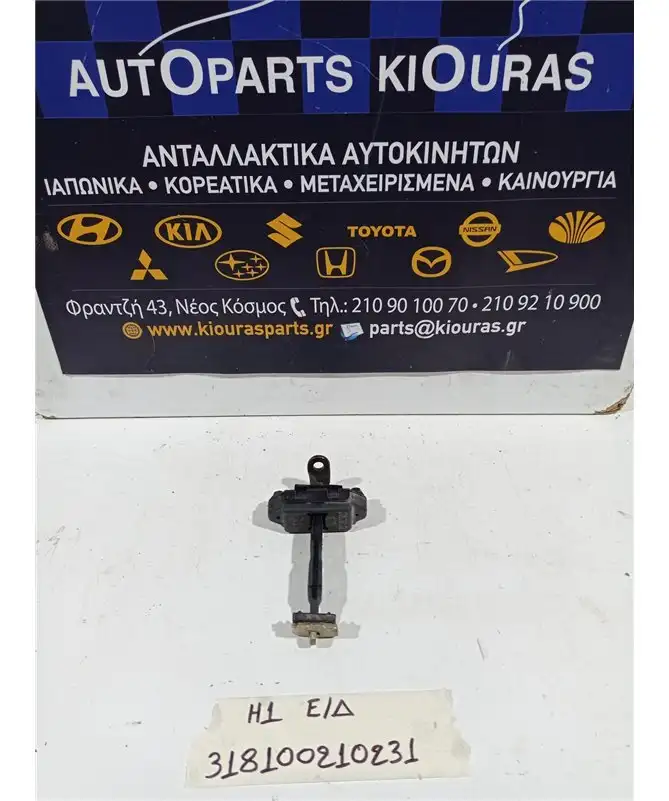 AUTOPARTS KIOURAS
ΑΝΤΑΛΛΑΚΤΙΚΑ ΑΥΤΟΚΙΝΗΤΩΝ
ΙΑΠΩΝΙΚΑ • ΚΟΡΕΑΤΙΚΑ • ΜΕΤΑΧΕΙΡΙΣΜΕΝΑ • ΚΑΙΝΟΥΡΓΙΑ
KIA TOYOTA NISSAN
Φραντζή 43, Νέος Κόσμος Τηλ.: 210 90 100 70 • 210 92 10 900
www.kiourasparts.gr parts@kiouras.gr
H1 Ε/Δ
318100210231